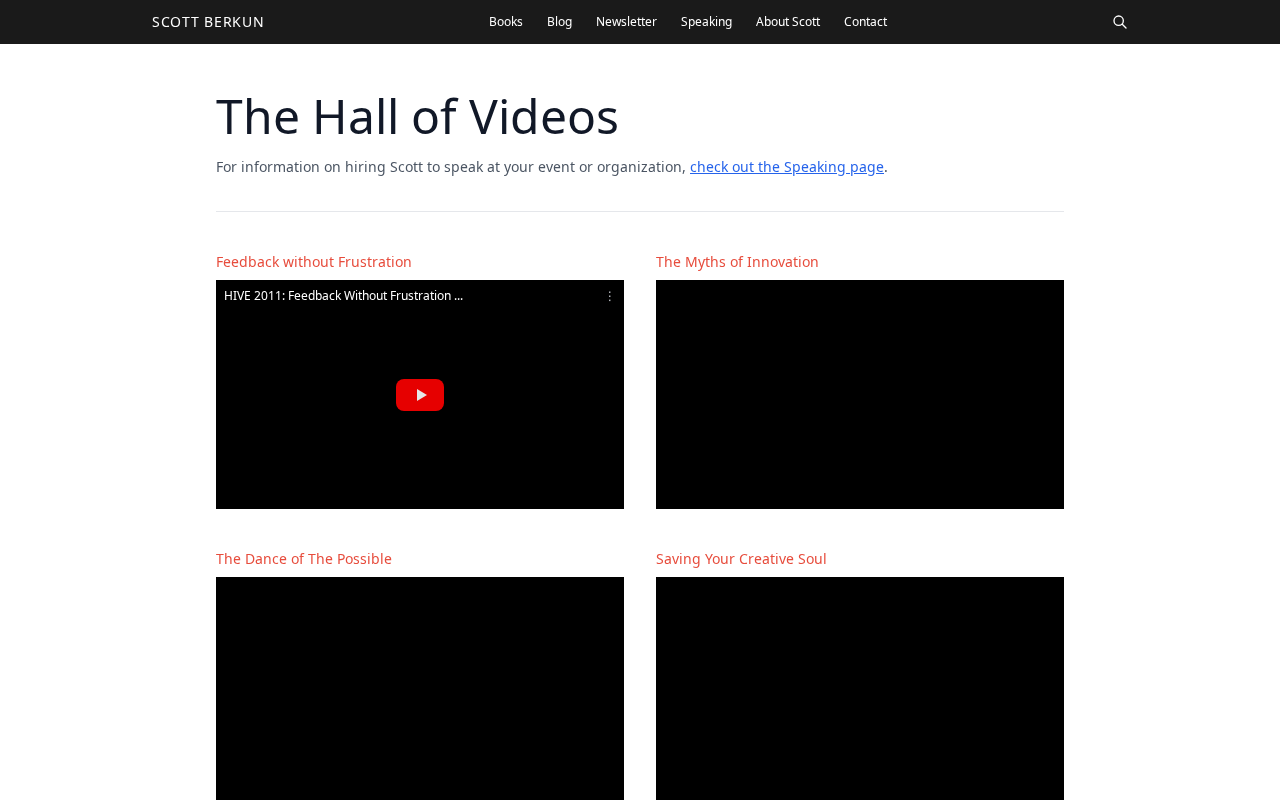 SCOTT BERKUN
Books Blog Newsletter Speaking About Scott Contact
The Hall of Videos
For information on hiring Scott to speak at your event or organization, check out the Speaking page.
Feedback without Frustration
HIVE 2011: Feedback Without Frustration ...
The Myths of Innovation
The Dance of The Possible
Saving Your Creative Soul